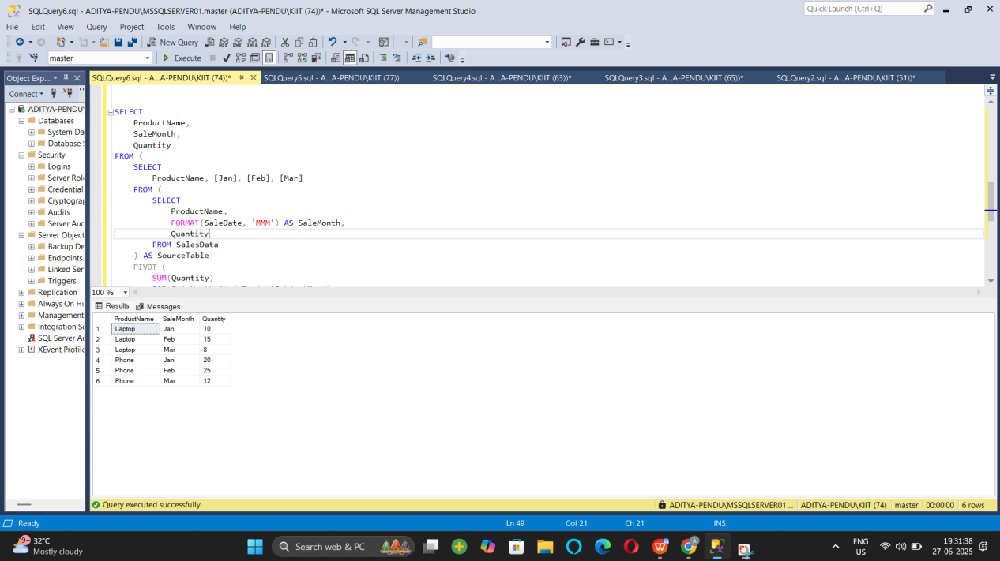 SQLQuery6.sql - ADITYA-PENDU\MSSQLSERVER01.master (ADITYA-PENDU\KIIT (74))* - Microsoft SQL Server Management Studio
Quick Launch (Ctrl+Q)
File Edit View Query Project Tools Window Help
New Query
master
Execute
Object Exp...
SQLQuery6.sql - A...A-PENDU\KIIT (74))*
SQLQuery5.sql - A...A-PENDU\KIIT (77))
SQLQuery4.sql - A...A-PENDU\KIIT (63))*
SQLQuery3.sql - A...A-PENDU\KIIT (65))*
SQLQuery2.sql - A...A-PENDU\KIIT (51))*
Connect
ADITYA-PENDU\
Databases
System Da
Database
Security
Logins
Server Rol
Credential
Cryptogra
Audits
Server Auc
Server Object
Backup De
Endpoints
Linked Ser
Triggers
Replication
Always On Hi
Management
Integration Se
SQL Server Ag
XEvent Profile
SELECT
ProductName,
SaleMonth,
Quantity
FROM (
SELECT
ProductName, [Jan], [Feb], [Mar]
FROM (
SELECT
ProductName,
FORMAT(SaleDate, 'MMM') AS SaleMonth,
Quantity
FROM SalesData
) AS SourceTable
PIVOT (
SUM(Quantity)
100 %
Results Messages
ProductName SaleMonth Quantity
1 Laptop Jan 10
2 Laptop Feb 15
3 Laptop Mar 8
4 Phone Jan 20
5 Phone Feb 25
6 Phone Mar 12
Query executed successfully.
ADITYA-PENDU\MSSQLSERVER01 ... ADITYA-PENDU\KIIT (74) master 00:00:00 6 rows
Ready
Ln 49 Col 21 Ch 21 INS
9+
32°C
Mostly cloudy
Search web & PC
ENG
US
19:31:38
27-06-2025